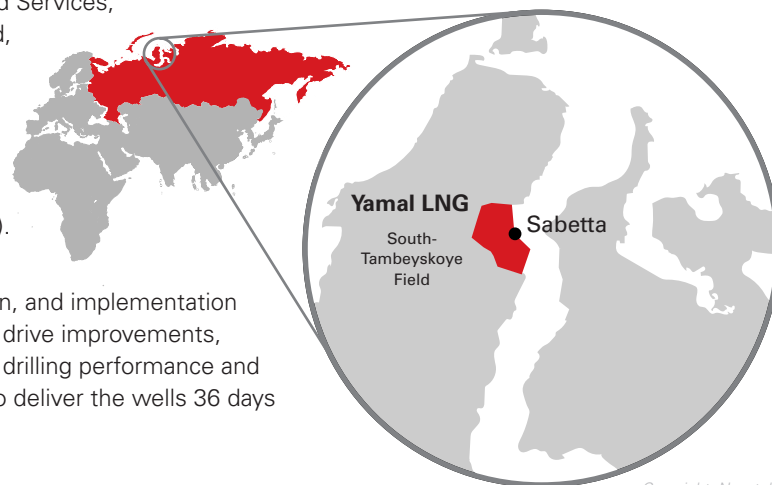 d Services,
d,
).
n, and implementation
drive improvements,
drilling performance and
o deliver the wells 36 days
Yamal LNG
South-
Tambeyskoye
Field
Sabetta